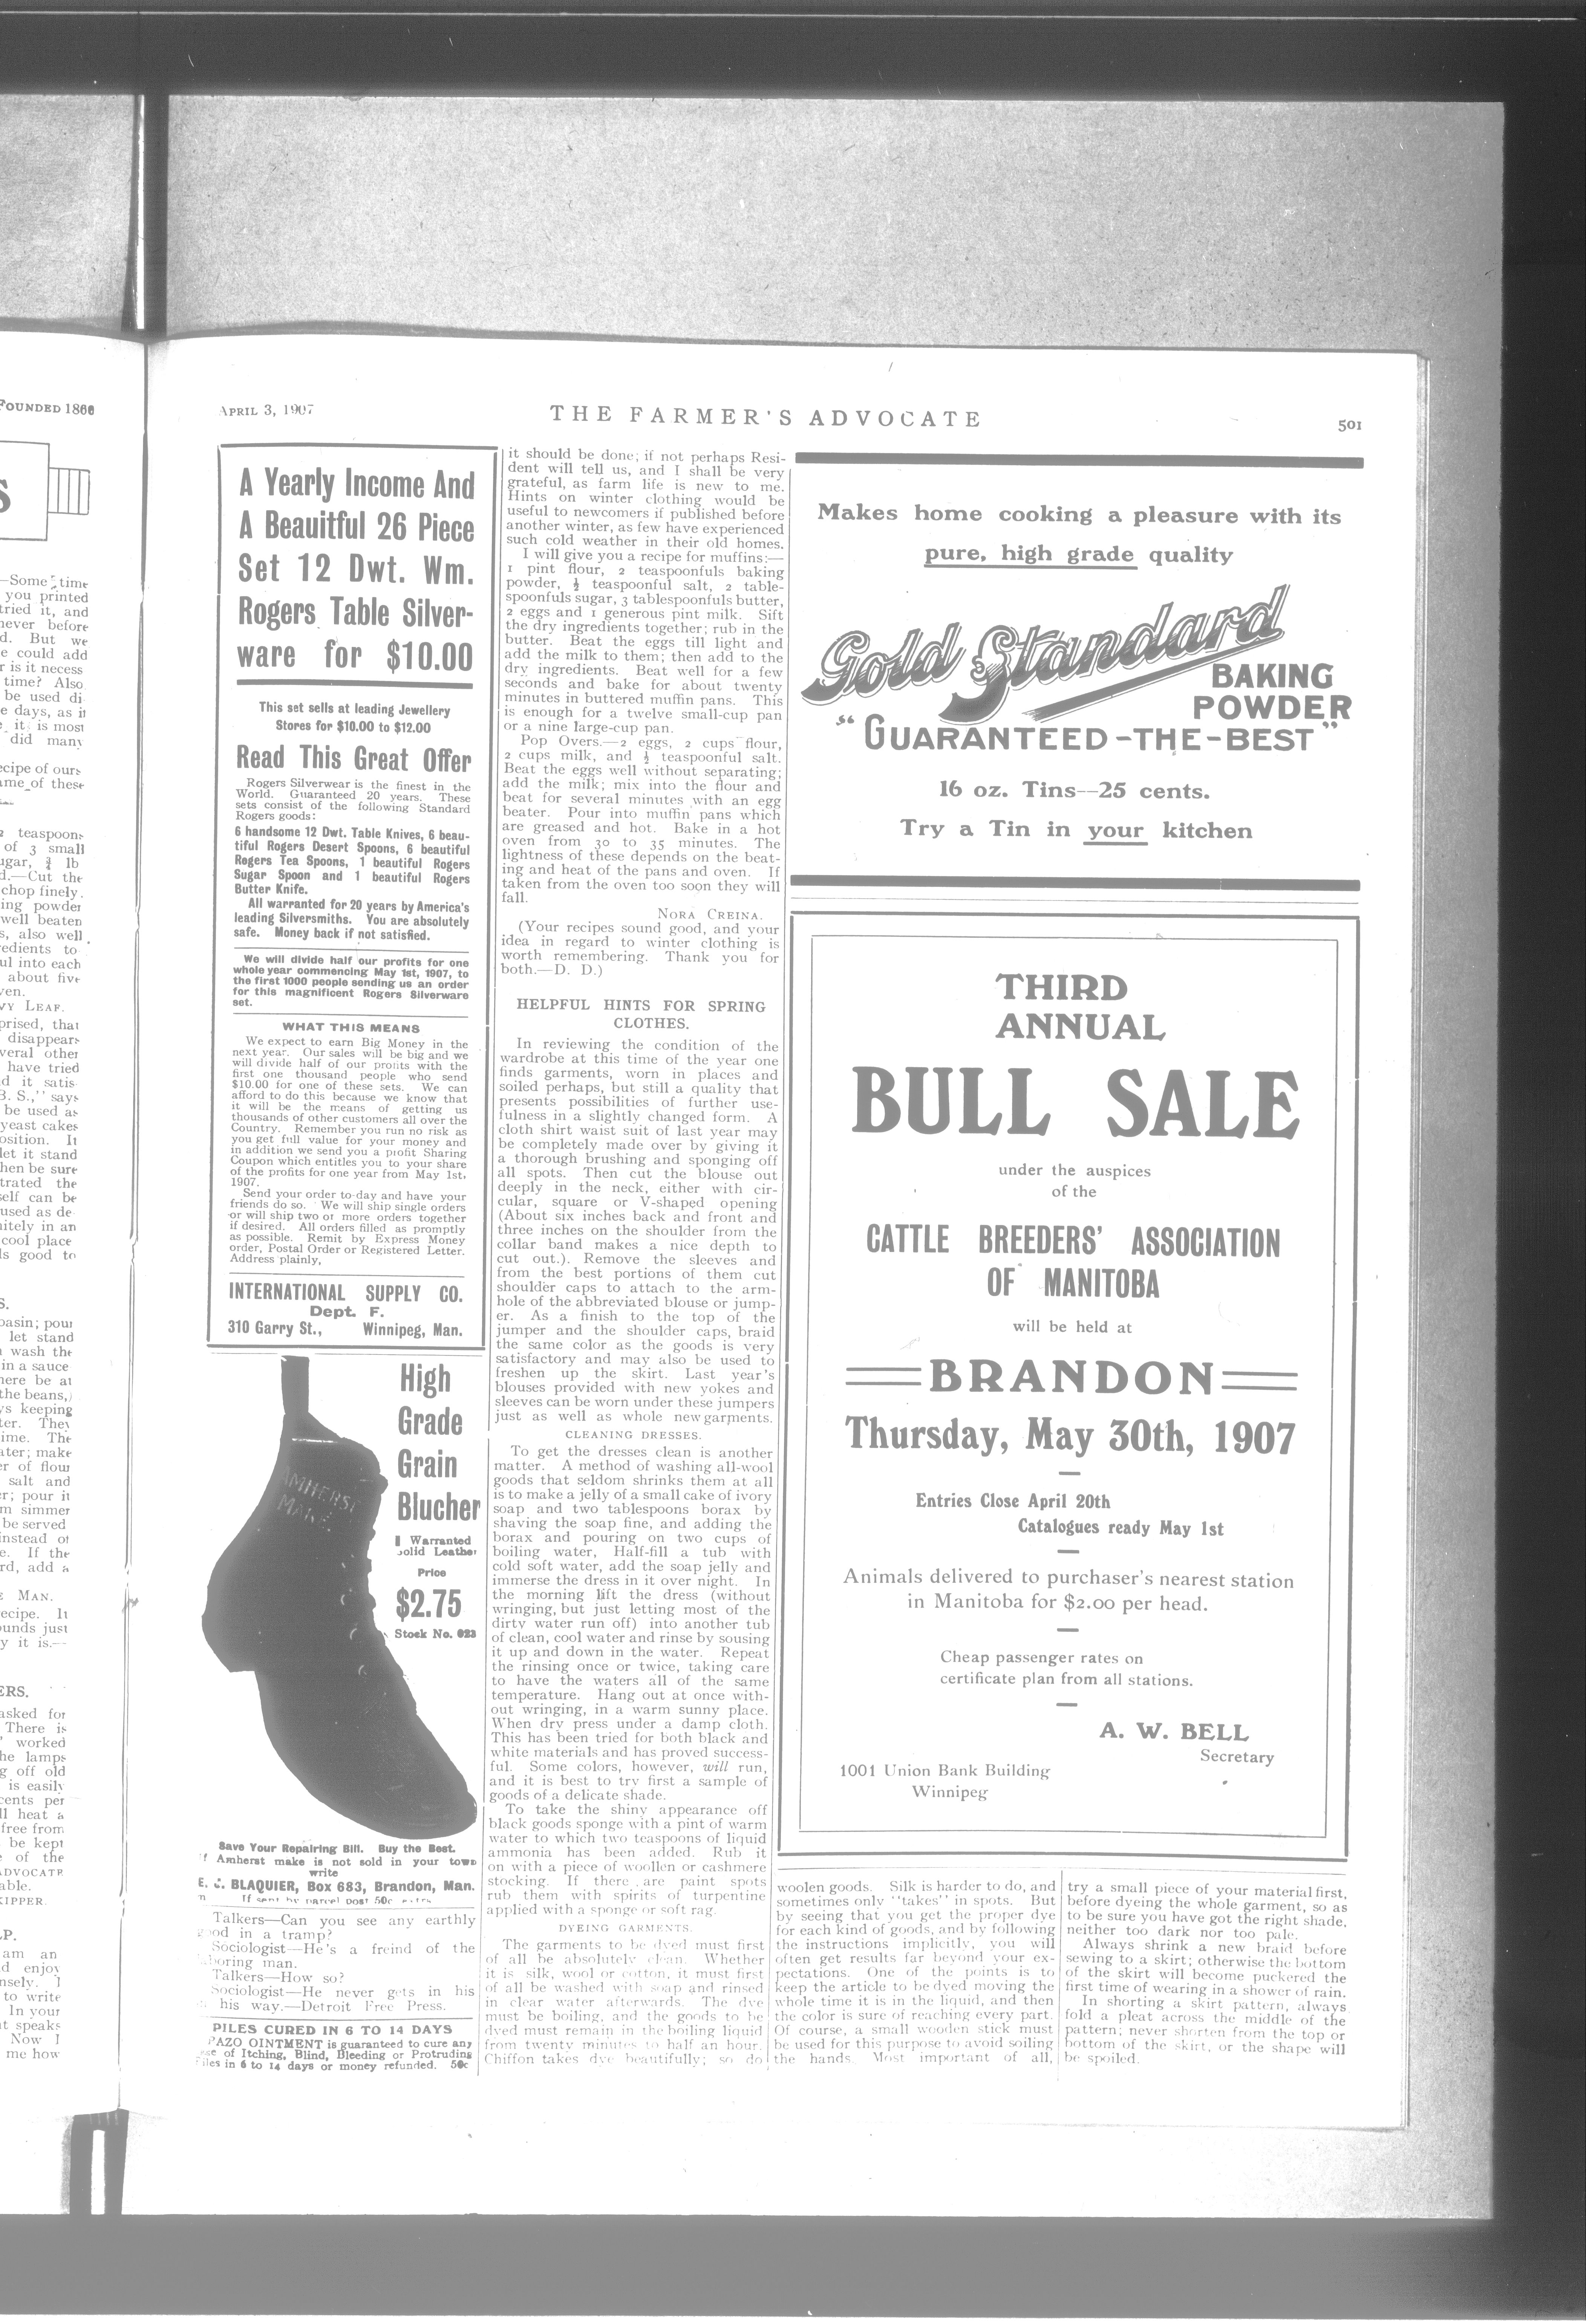 FOUNDED 1866
APRIL 3, 1907
THE FARMER'S ADVOCATE
501
A Yearly Income And
A Beauitful 26 Piece
Set 12 Dwt. Wm.
Rogers Table Silver-
ware for $10.00
This set sells at leading Jewellery
Stores for $10.00 to $12.00
Read This Great Offer
Rogers Silverwear is the finest in the
World. Guaranteed 20 years. These
sets consist of the following Standard
Rogers goods:
6 handsome 12 Dwt. Table Knives, 6 beau-
tiful Rogers Desert Spoons, 6 beautiful
Rogers Tea Spoons, 1 beautiful Rogers
Sugar Spoon and 1 beautiful Rogers
Butter Knife.
All warranted for 20 years by America's
leading Silversmiths. You are absolutely
safe. Money back if not satisfied.
We will divide half our profits for one
whole year commencing May 1st, 1907, to
the first 1000 people sending us an order
for this magnificent Rogers Silverware
set.
WHAT THIS MEANS
We expect to earn Big Money in the
next year. Our sales will be big and we
will divide half of our profits with the
first one thousand people who send
$10.00 for one of these sets. We can
afford to do this because we know that
it will be the means of getting us
thousands of other customers all over the
Country. Remember you run no risk as
you get full value for your money and
in addition we send you a profit Sharing
Coupon which entitles you to your share
of the profits for one year from May 1st,
1907.
Send your order to-day and have your
friends do so. We will ship single orders
or will ship two or more orders together
if desired. All orders filled as promptly
as possible. Remit by Express Money
order, Postal Order or Registered Letter.
Address plainly,
INTERNATIONAL SUPPLY CO.
Dept. F.
310 Garry St., Winnipeg, Man.
High
Grade
Grain
Blucher
AMHERST
MAKE
Warranted
Solid Leather
Price
$2.75
Stock No. 623
Save Your Repairing Bill. Buy the Best.
If Amherst make is not sold in your town
write
E. J. BLAQUIER, Box 683, Brandon, Man.
If sent by parcel post 50c extra
Talkers—Can you see any earthly
good in a tramp?
Sociologist—He's a freind of the
laboring man.
Talkers—How so?
Sociologist—He never gets in his
his way.—Detroit Free Press.
PILES CURED IN 6 TO 14 DAYS
PAZO OINTMENT is guaranteed to cure any
case of Itching, Blind, Bleeding or Protruding
Piles in 6 to 14 days or money refunded. 50c
it should be done; if not perhaps Resi-
dent will tell us, and I shall be very
grateful, as farm life is new to me.
Hints on winter clothing would be
useful to newcomers if published before
another winter, as few have experienced
such cold weather in their old homes.
I will give you a recipe for muffins:—
1 pint flour, 2 teaspoonfuls baking
powder, ½ teaspoonful salt, 2 table-
spoonfuls sugar, 3 tablespoonfuls butter,
2 eggs and 1 generous pint milk. Sift
the dry ingredients together; rub in the
butter. Beat the eggs till light and
add the milk to them; then add to the
dry ingredients. Beat well for a few
seconds and bake for about twenty
minutes in buttered muffin pans. This
is enough for a twelve small-cup pan
or a nine large-cup pan.
Pop Overs.—2 eggs, 2 cups flour,
2 cups milk, and ½ teaspoonful salt.
Beat the eggs well without separating;
add the milk; mix into the flour and
beat for several minutes with an egg
beater. Pour into muffin pans which
are greased and hot. Bake in a hot
oven from 30 to 35 minutes. The
lightness of these depends on the beat-
ing and heat of the pans and oven. If
taken from the oven too soon they will
fall.
NORA CREINA.
(Your recipes sound good, and your
idea in regard to winter clothing is
worth remembering. Thank you for
both.—D. D.)
HELPFUL HINTS FOR SPRING
CLOTHES.
In reviewing the condition of the
wardrobe at this time of the year one
finds garments, worn in places and
soiled perhaps, but still a quality that
presents possibilities of further use-
fulness in a slightly changed form. A
cloth shirt waist suit of last year may
be completely made over by giving it
a thorough brushing and sponging off
all spots. Then cut the blouse out
deeply in the neck, either with cir-
cular, square or V-shaped opening
(About six inches back and front and
three inches on the shoulder from the
collar band makes a nice depth to
cut out.). Remove the sleeves and
from the best portions of them cut
shoulder caps to attach to the arm-
hole of the abbreviated blouse or jump-
er. As a finish to the top of the
jumper and the shoulder caps, braid
the same color as the goods is very
satisfactory and may also be used to
freshen up the skirt. Last year's
blouses provided with new yokes and
sleeves can be worn under these jumpers
just as well as whole new garments.
CLEANING DRESSES.
To get the dresses clean is another
matter. A method of washing all-wool
goods that seldom shrinks them at all
is to make a jelly of a small cake of ivory
soap and two tablespoons borax by
shaving the soap fine, and adding the
borax and pouring on two cups of
boiling water, Half-fill a tub with
cold soft water, add the soap jelly and
immerse the dress in it over night. In
the morning lift the dress (without
wringing, but just letting most of the
dirty water run off) into another tub
of clean, cool water and rinse by sousing
it up and down in the water. Repeat
the rinsing once or twice, taking care
to have the waters all of the same
temperature. Hang out at once with-
out wringing, in a warm sunny place.
When dry press under a damp cloth.
This has been tried for both black and
white materials and has proved success-
ful. Some colors, however, will run,
and it is best to try first a sample of
goods of a delicate shade.
To take the shiny appearance off
black goods sponge with a pint of warm
water to which two teaspoons of liquid
ammonia has been added. Rub it
on with a piece of woollen or cashmere
stocking. If there are paint spots
rub them with spirits of turpentine
applied with a sponge or soft rag.
DYEING GARMENTS.
The garments to be dyed must first
of all be absolutely clean. Whether
it is silk, wool or cotton, it must first
of all be washed with soap and rinsed
in clear water afterwards. The dye
must be boiling, and the goods to be
dyed must remain in the boiling liquid
from twenty minutes to half an hour.
Chiffon takes dye beautifully; so do
Makes home cooking a pleasure with its
pure, high grade quality
Gold Standard
BAKING
POWDER
"GUARANTEED-THE-BEST"
16 oz. Tins--25 cents.
Try a Tin in your kitchen
THIRD
ANNUAL
BULL SALE
under the auspices
of the
CATTLE BREEDERS' ASSOCIATION
OF MANITOBA
will be held at
BRANDON
Thursday, May 30th, 1907
Entries Close April 20th
Catalogues ready May 1st
Animals delivered to purchaser's nearest station
in Manitoba for $2.00 per head.
Cheap passenger rates on
certificate plan from all stations.
A. W. BELL
Secretary
1001 Union Bank Building
Winnipeg
woolen goods. Silk is harder to do, and
sometimes only "takes" in spots. But
by seeing that you get the proper dye
for each kind of goods, and by following
the instructions implicitly, you will
often get results far beyond your ex-
pectations. One of the points is to
keep the article to be dyed moving the
whole time it is in the liquid, and then
the color is sure of reaching every part.
Of course, a small wooden stick must
be used for this purpose to avoid soiling
the hands. Most important of all,
try a small piece of your material first,
before dyeing the whole garment, so as
to be sure you have got the right shade,
neither too dark nor too pale.
Always shrink a new braid before
sewing to a skirt; otherwise the bottom
of the skirt will become puckered the
first time of wearing in a shower of rain.
In shorting a skirt pattern, always
fold a pleat across the middle of the
pattern; never shorten from the top or
bottom of the skirt, or the shape will
be spoiled.